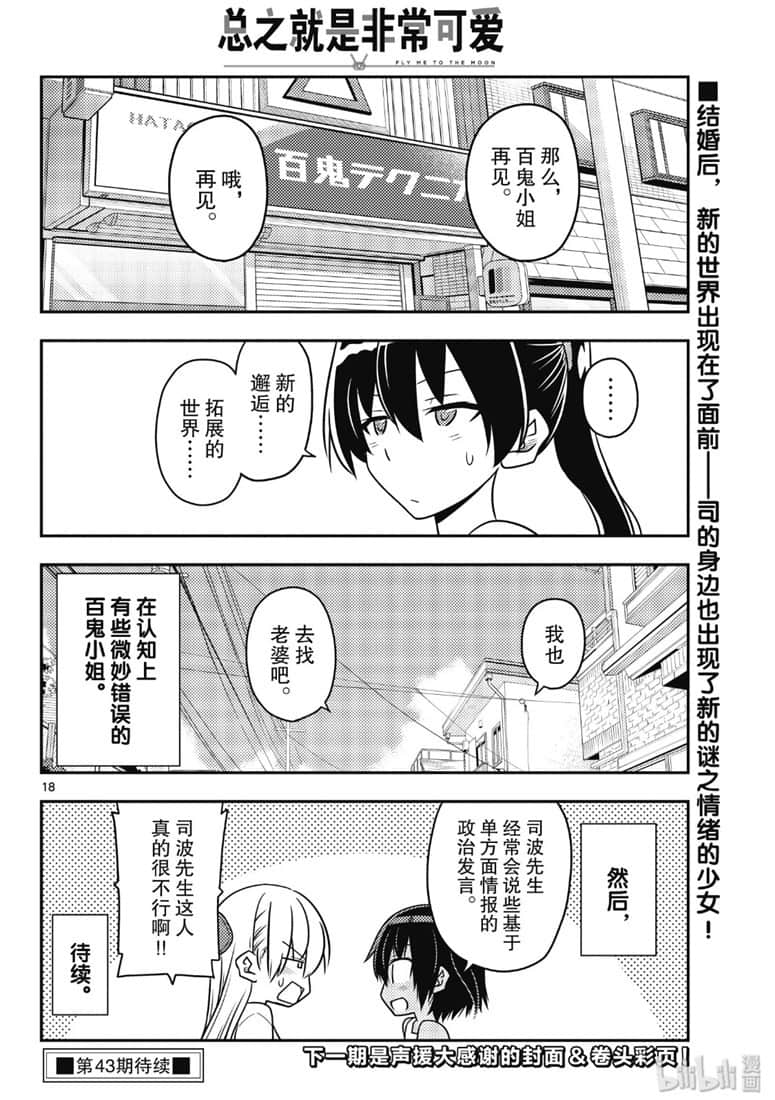 总之就是非常可爱
FLY ME TO THE MOON
■结婚后，新的世界出现在了面前——司的身边也出现了新的谜之情绪的少女！
HATA
百鬼テクニカ
那么，
百鬼小姐
再见。
哦，
再见。
……
新的
邂逅……
拓展的
世界……
我也
去找
老婆吧。
在认知上
有些微妙错误的
百鬼小姐。
18
然后，
司波先生
经常会说些基于
单方面情报的
政治发言。
司波先生这人
真的很不行啊!!
待续。
下一期是声援大感谢的封面＆卷头彩页！
■第43期待续■
bilibili漫画